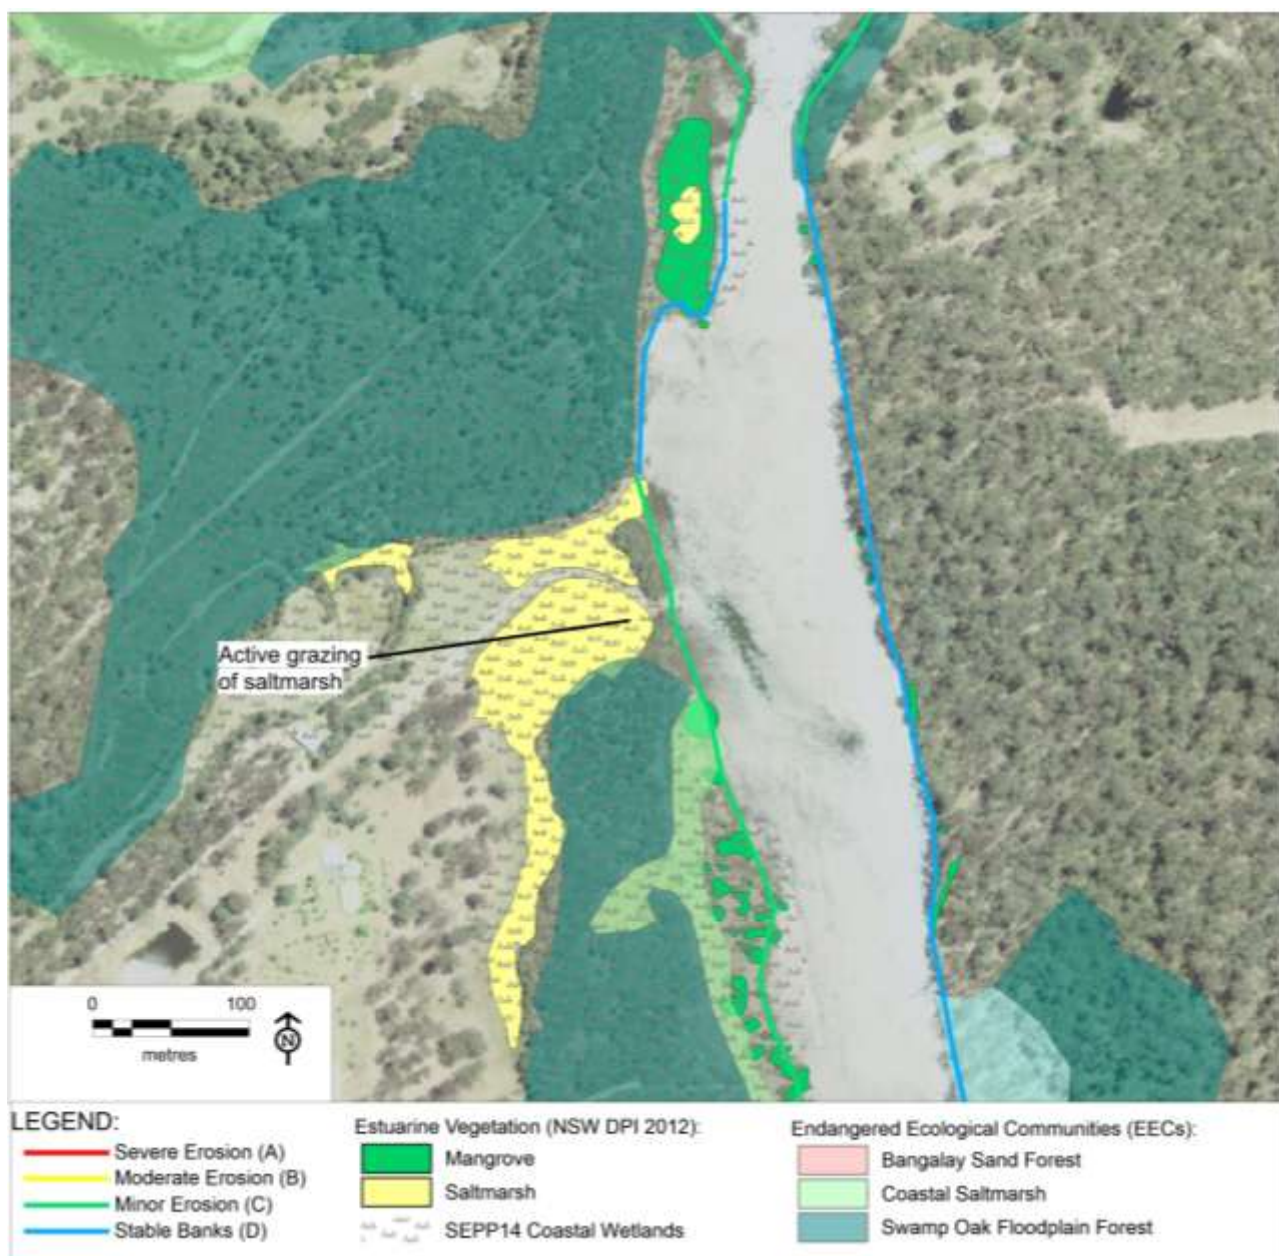 Active grazing
of saltmarsh
0 100
metres
N
LEGEND:
Severe Erosion (A)
Moderate Erosion (B)
Minor Erosion (C)
Stable Banks (D)
Estuarine Vegetation (NSW DPI 2012):
Mangrove
Saltmarsh
SEPP14 Coastal Wetlands
Endangered Ecological Communities (EECs):
Bangalay Sand Forest
Coastal Saltmarsh
Swamp Oak Floodplain Forest